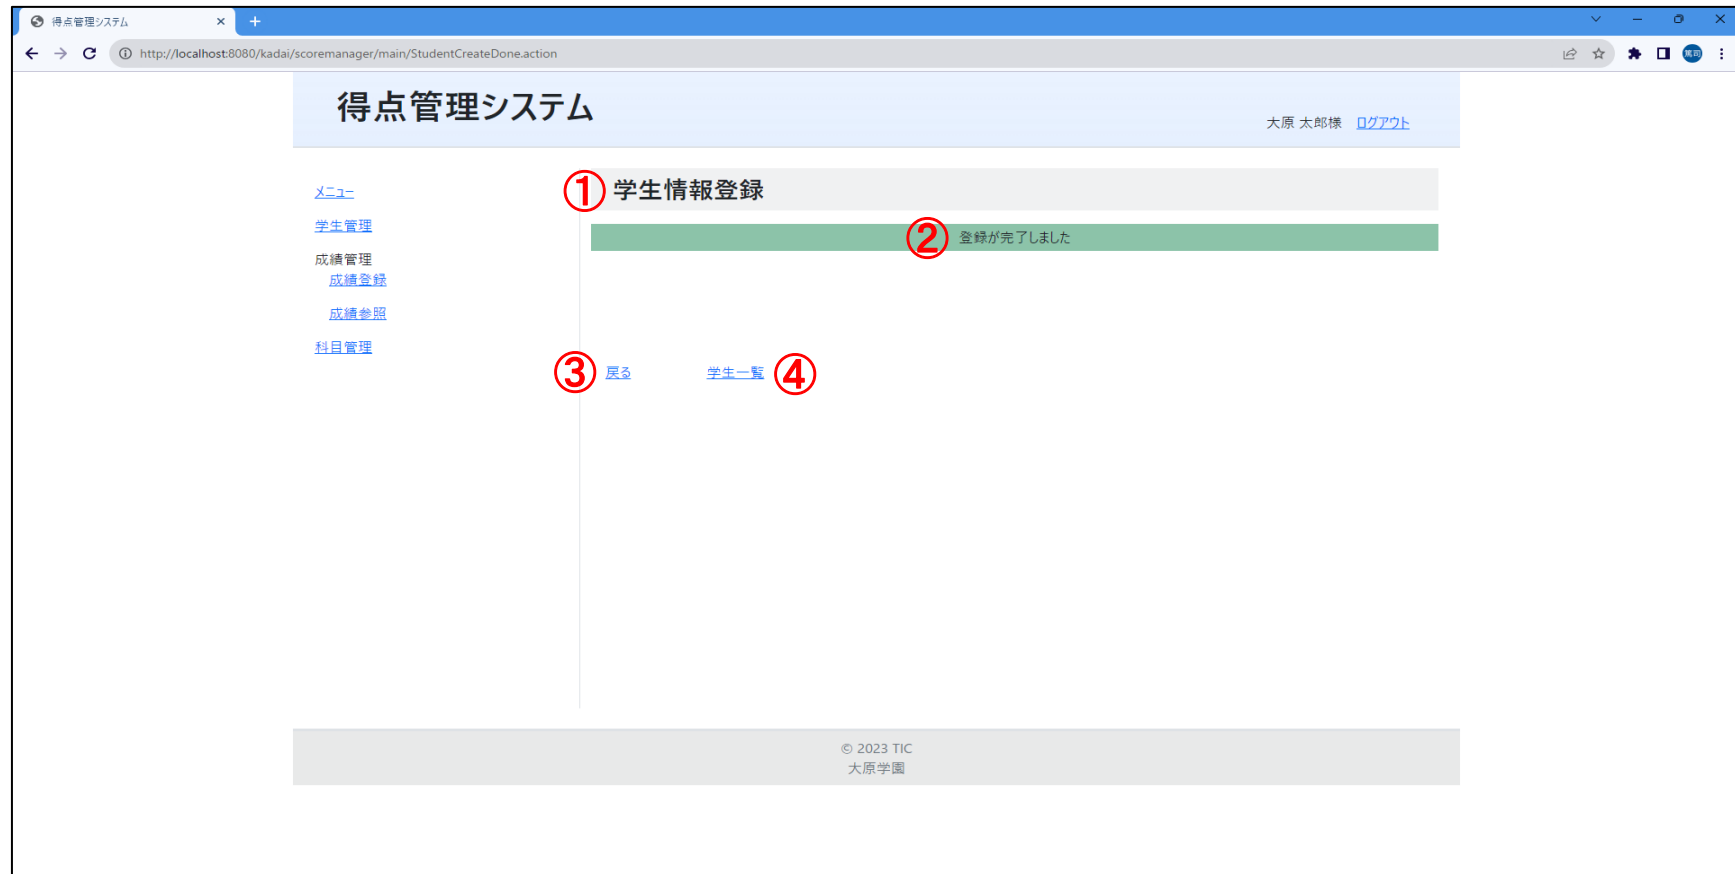 得点管理システム
http://localhost:8080/kadai/scoremanager/main/StudentCreateDone.action
篤司
得点管理システム
大原 太郎様 ログアウト
メニュー
学生管理
成績管理
成績登録
成績参照
科目管理
① 学生情報登録
② 登録が完了しました
③ 戻る 学生一覧 ④
© 2023 TIC
大原学園